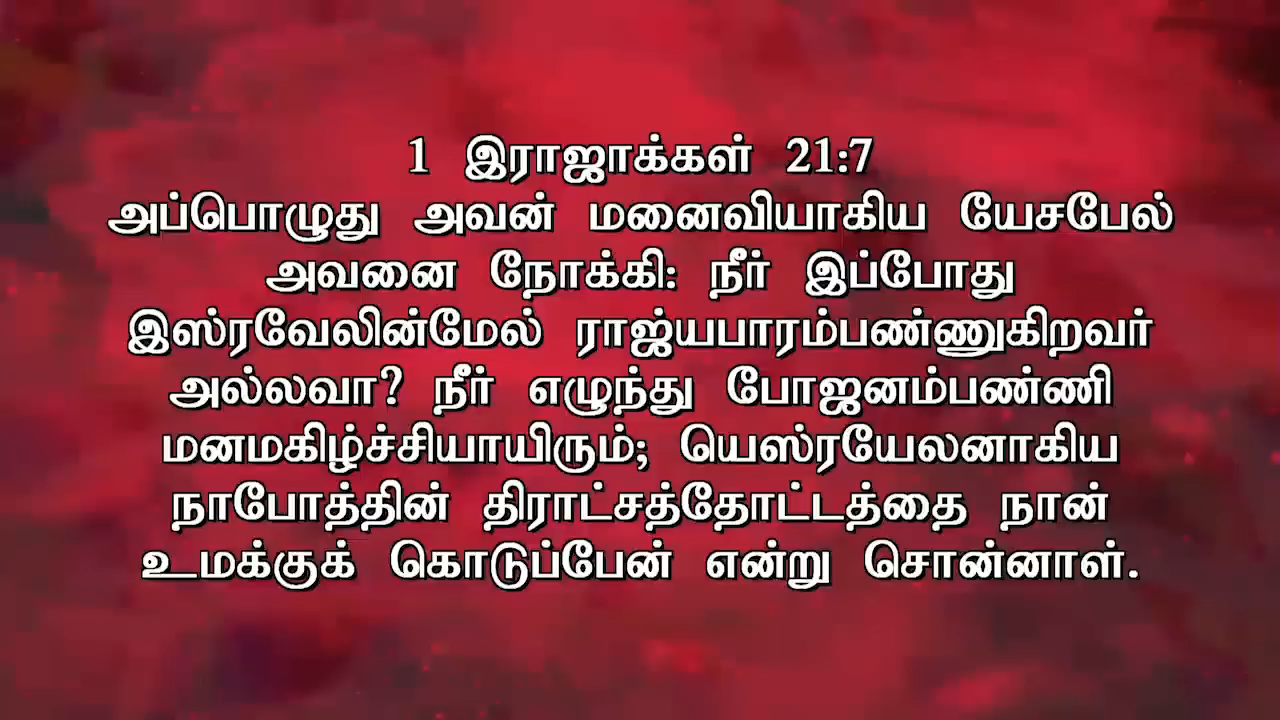 1 இராஜாக்கள் 21:7
அப்பொழுது அவன் மனைவியாகிய யேசபேல்
அவனை நோக்கி: நீர் இப்போது
இஸ்ரவேலின்மேல் ராஜ்யபாரம்பண்ணுகிறவர்
அல்லவா? நீர் எழுந்து போஜனம்பண்ணி
மனமகிழ்ச்சியாயிரும்; யெஸ்ரயேலனாகிய
நாபோத்தின் திராட்சத்தோட்டத்தை நான்
உமக்குக் கொடுப்பேன் என்று சொன்னாள்.